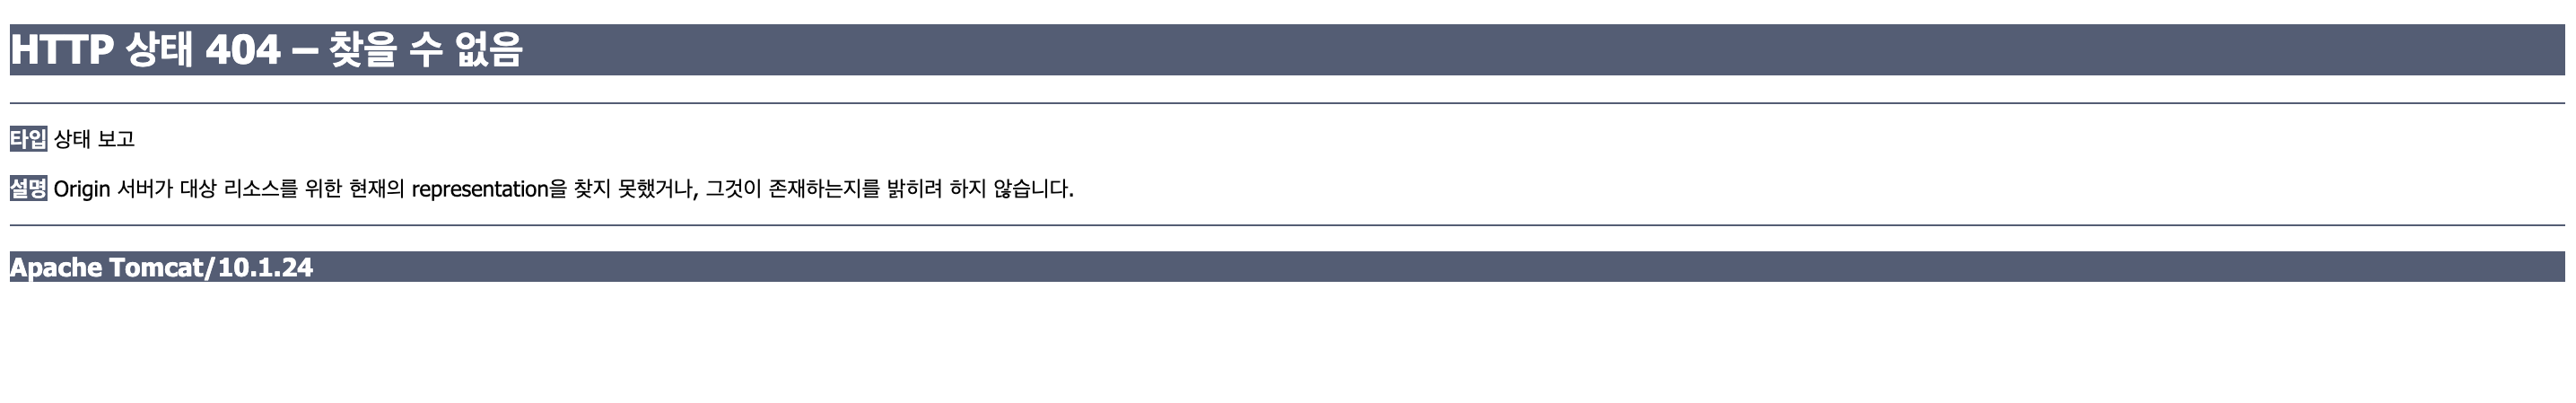 HTTP 상태 404 – 찾을 수 없음
타입 상태 보고
설명 Origin 서버가 대상 리소스를 위한 현재의 representation을 찾지 못했거나, 그것이 존재하는지를 밝히려 하지 않습니다.
Apache Tomcat/10.1.24